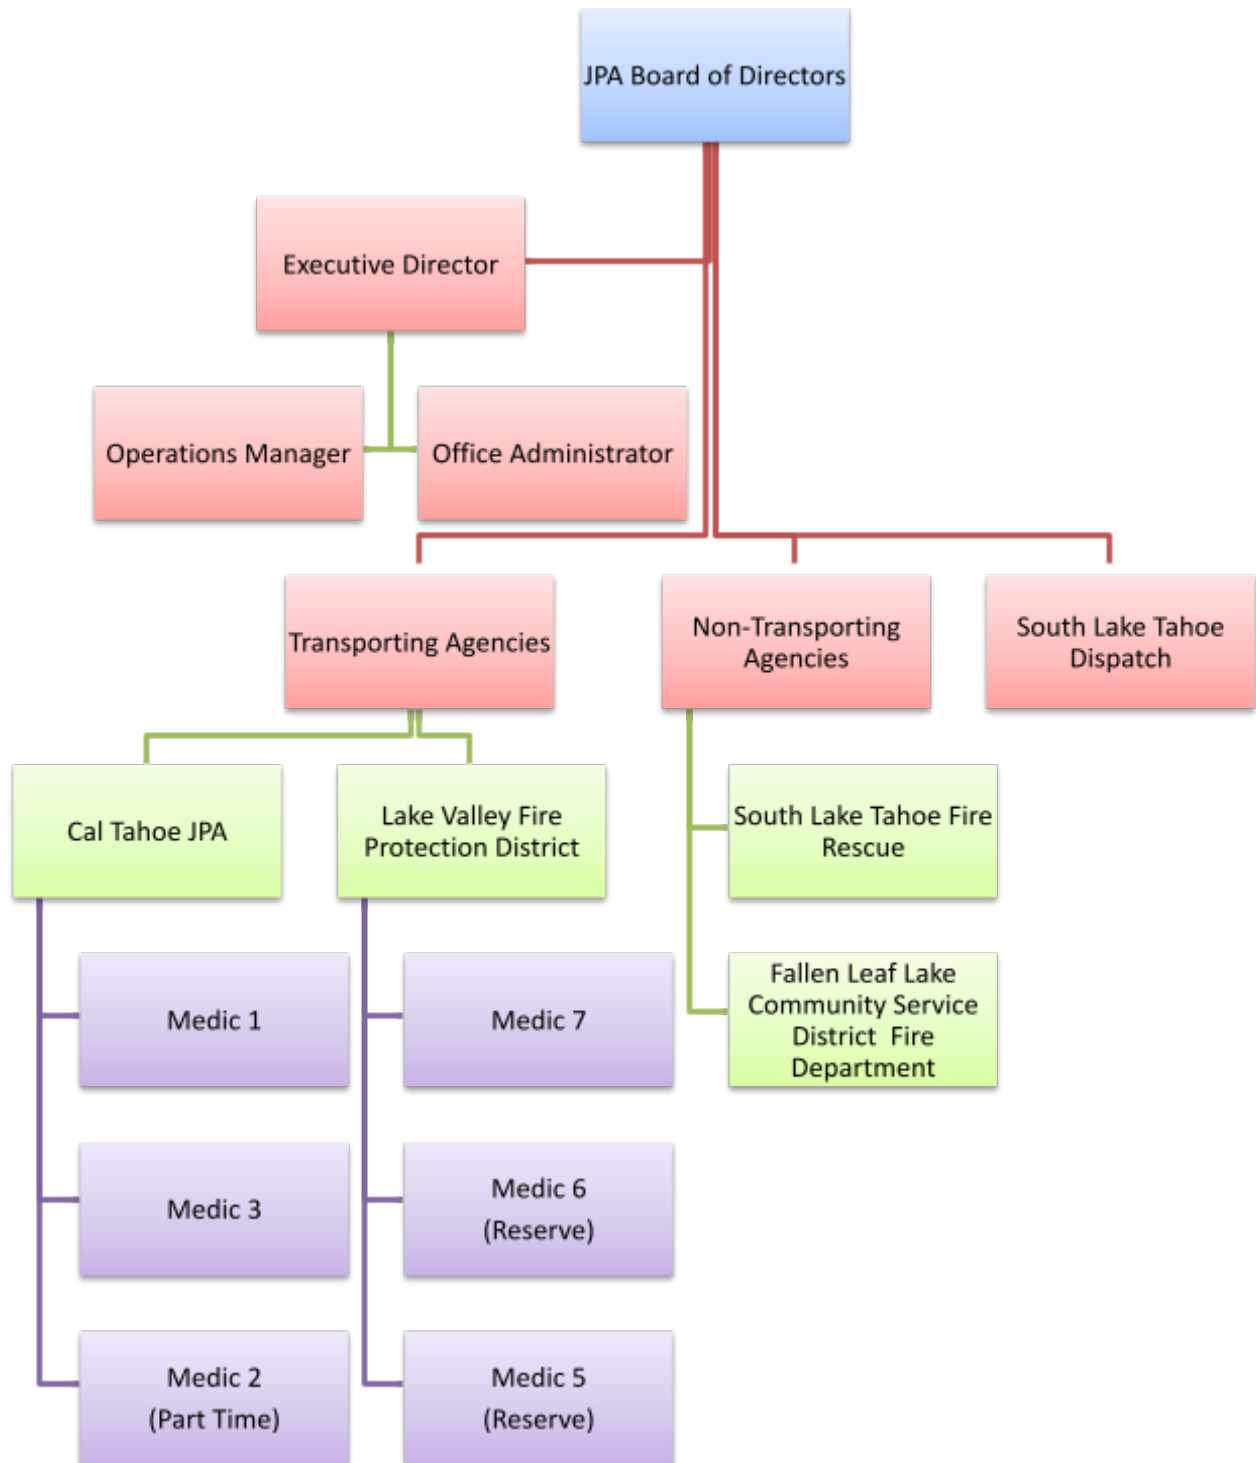 JPA Board of Directors
Executive Director
Operations Manager
Office Administrator
Transporting Agencies
Non-Transporting
Agencies
South Lake Tahoe
Dispatch
Cal Tahoe JPA
Lake Valley Fire
Protection District
South Lake Tahoe Fire
Rescue
Medic 1
Medic 7
Fallen Leaf Lake
Community Service
District  Fire
Department
Medic 3
Medic 6
(Reserve)
Medic 2
(Part Time)
Medic 5
(Reserve)